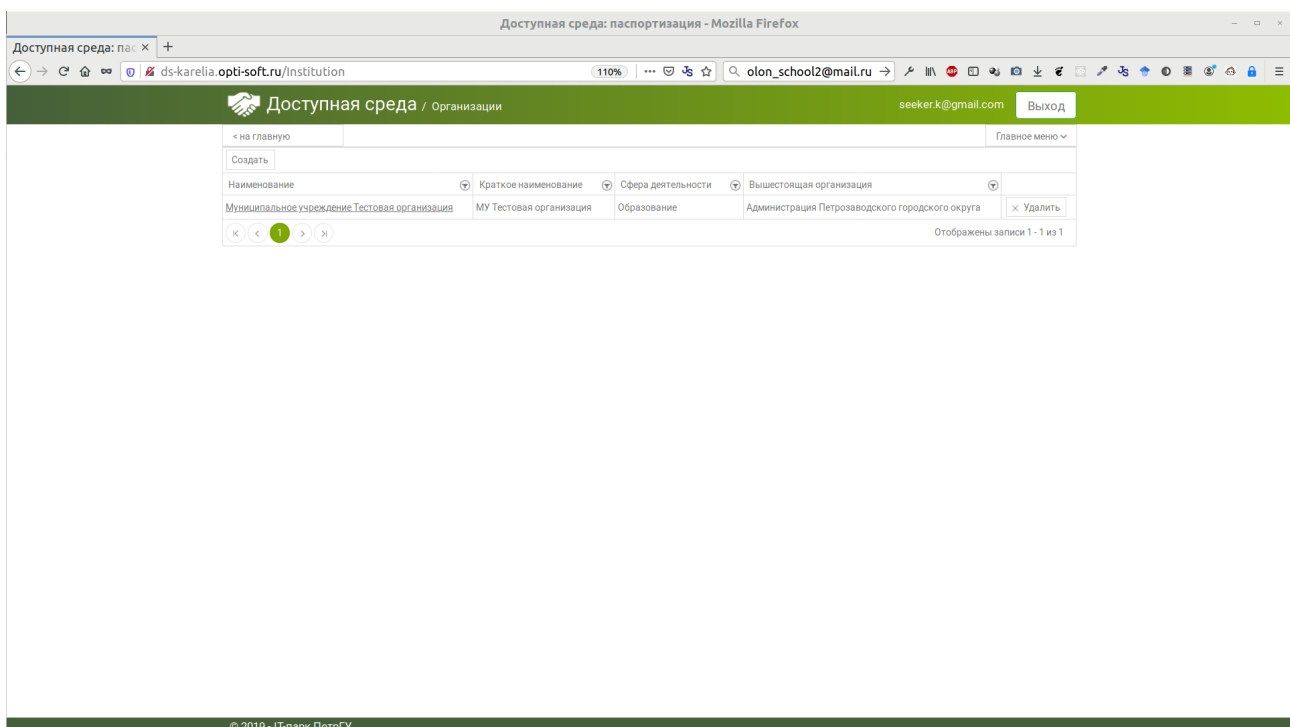 Доступная среда: паспортизация - Mozilla Firefox
Доступная среда: пас × +
ds-karelia.opti-soft.ru/Institution 110% olon_school2@mail.ru
Доступная среда / Организации seeker.k@gmail.com Выход
< на главную Главное меню
Создать
Наименование Краткое наименование Сфера деятельности Вышестоящая организация
Муниципальное учреждение Тестовая организация МУ Тестовая организация Образование Администрация Петрозаводского городского округа × Удалить
1 Отображены записи 1 - 1 из 1
© 2019 - IT-парк ПетрГУ